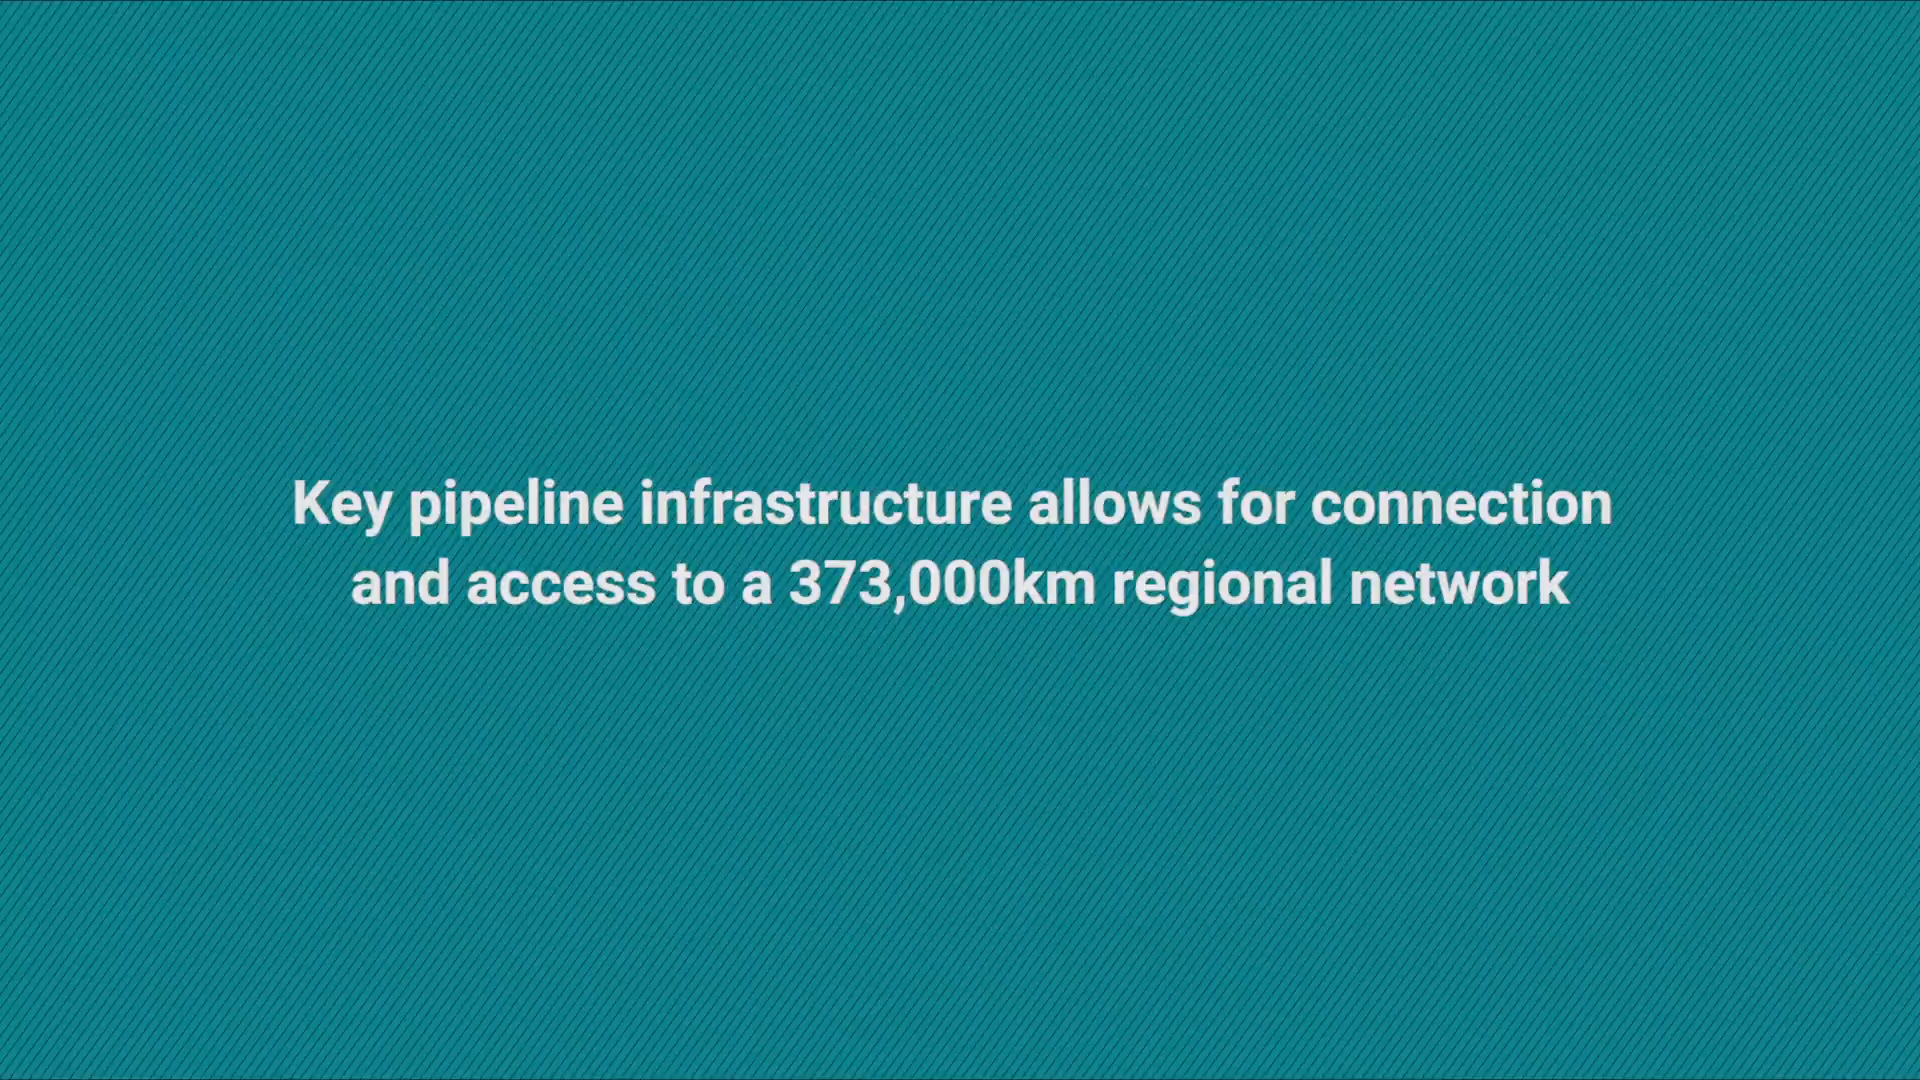 Key pipeline infrastructure allows for connection
and access to a 373,000km regional network